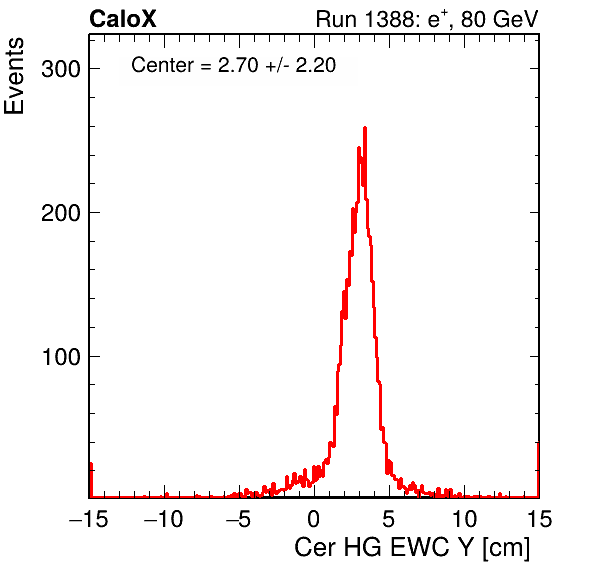 CaloX Run 1388: e⁺, 80 GeV
Center = 2.70 +/- 2.20
Events
300
200
100
−15 −10 −5 0 5 10 15
Cer HG EWC Y [cm]